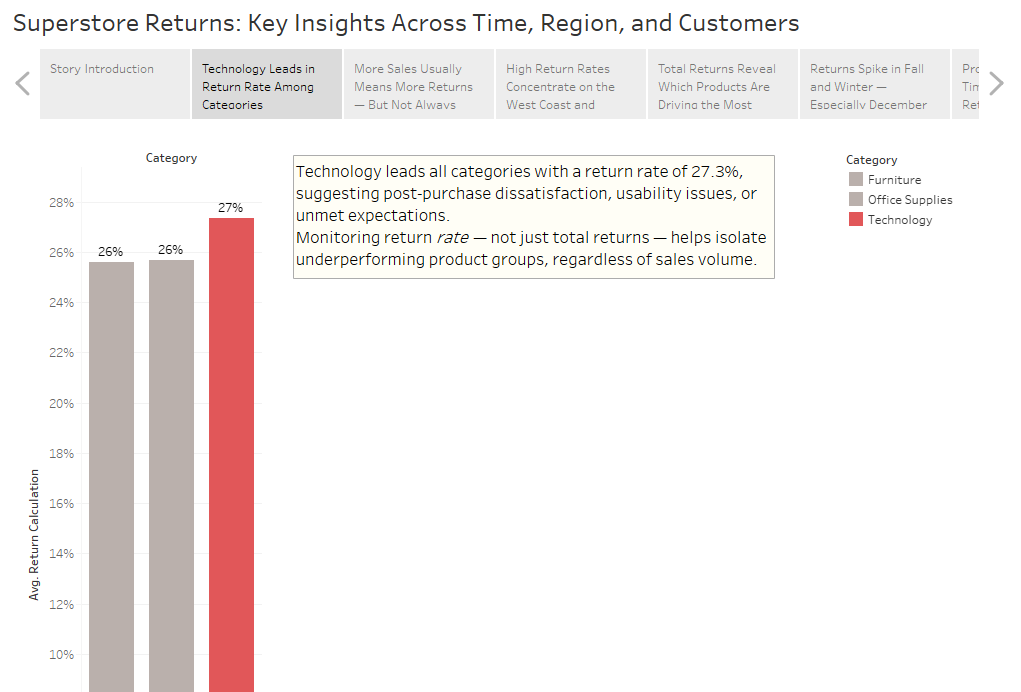 Superstore Returns: Key Insights Across Time, Region, and Customers
Story Introduction
Technology Leads in
Return Rate Among
Categories
More Sales Usually
Means More Returns
— But Not Always
High Return Rates
Concentrate on the
West Coast and
Total Returns Reveal
Which Products Are
Driving the Most
Returns Spike in Fall
and Winter —
Especially December
Category
28%
26%
24%
22%
20%
18%
16%
14%
12%
10%
Avg. Return Calculation
26%
26%
27%
Technology leads all categories with a return rate of 27.3%,
suggesting post-purchase dissatisfaction, usability issues, or
unmet expectations.
Monitoring return rate — not just total returns — helps isolate
underperforming product groups, regardless of sales volume.
Category
Furniture
Office Supplies
Technology